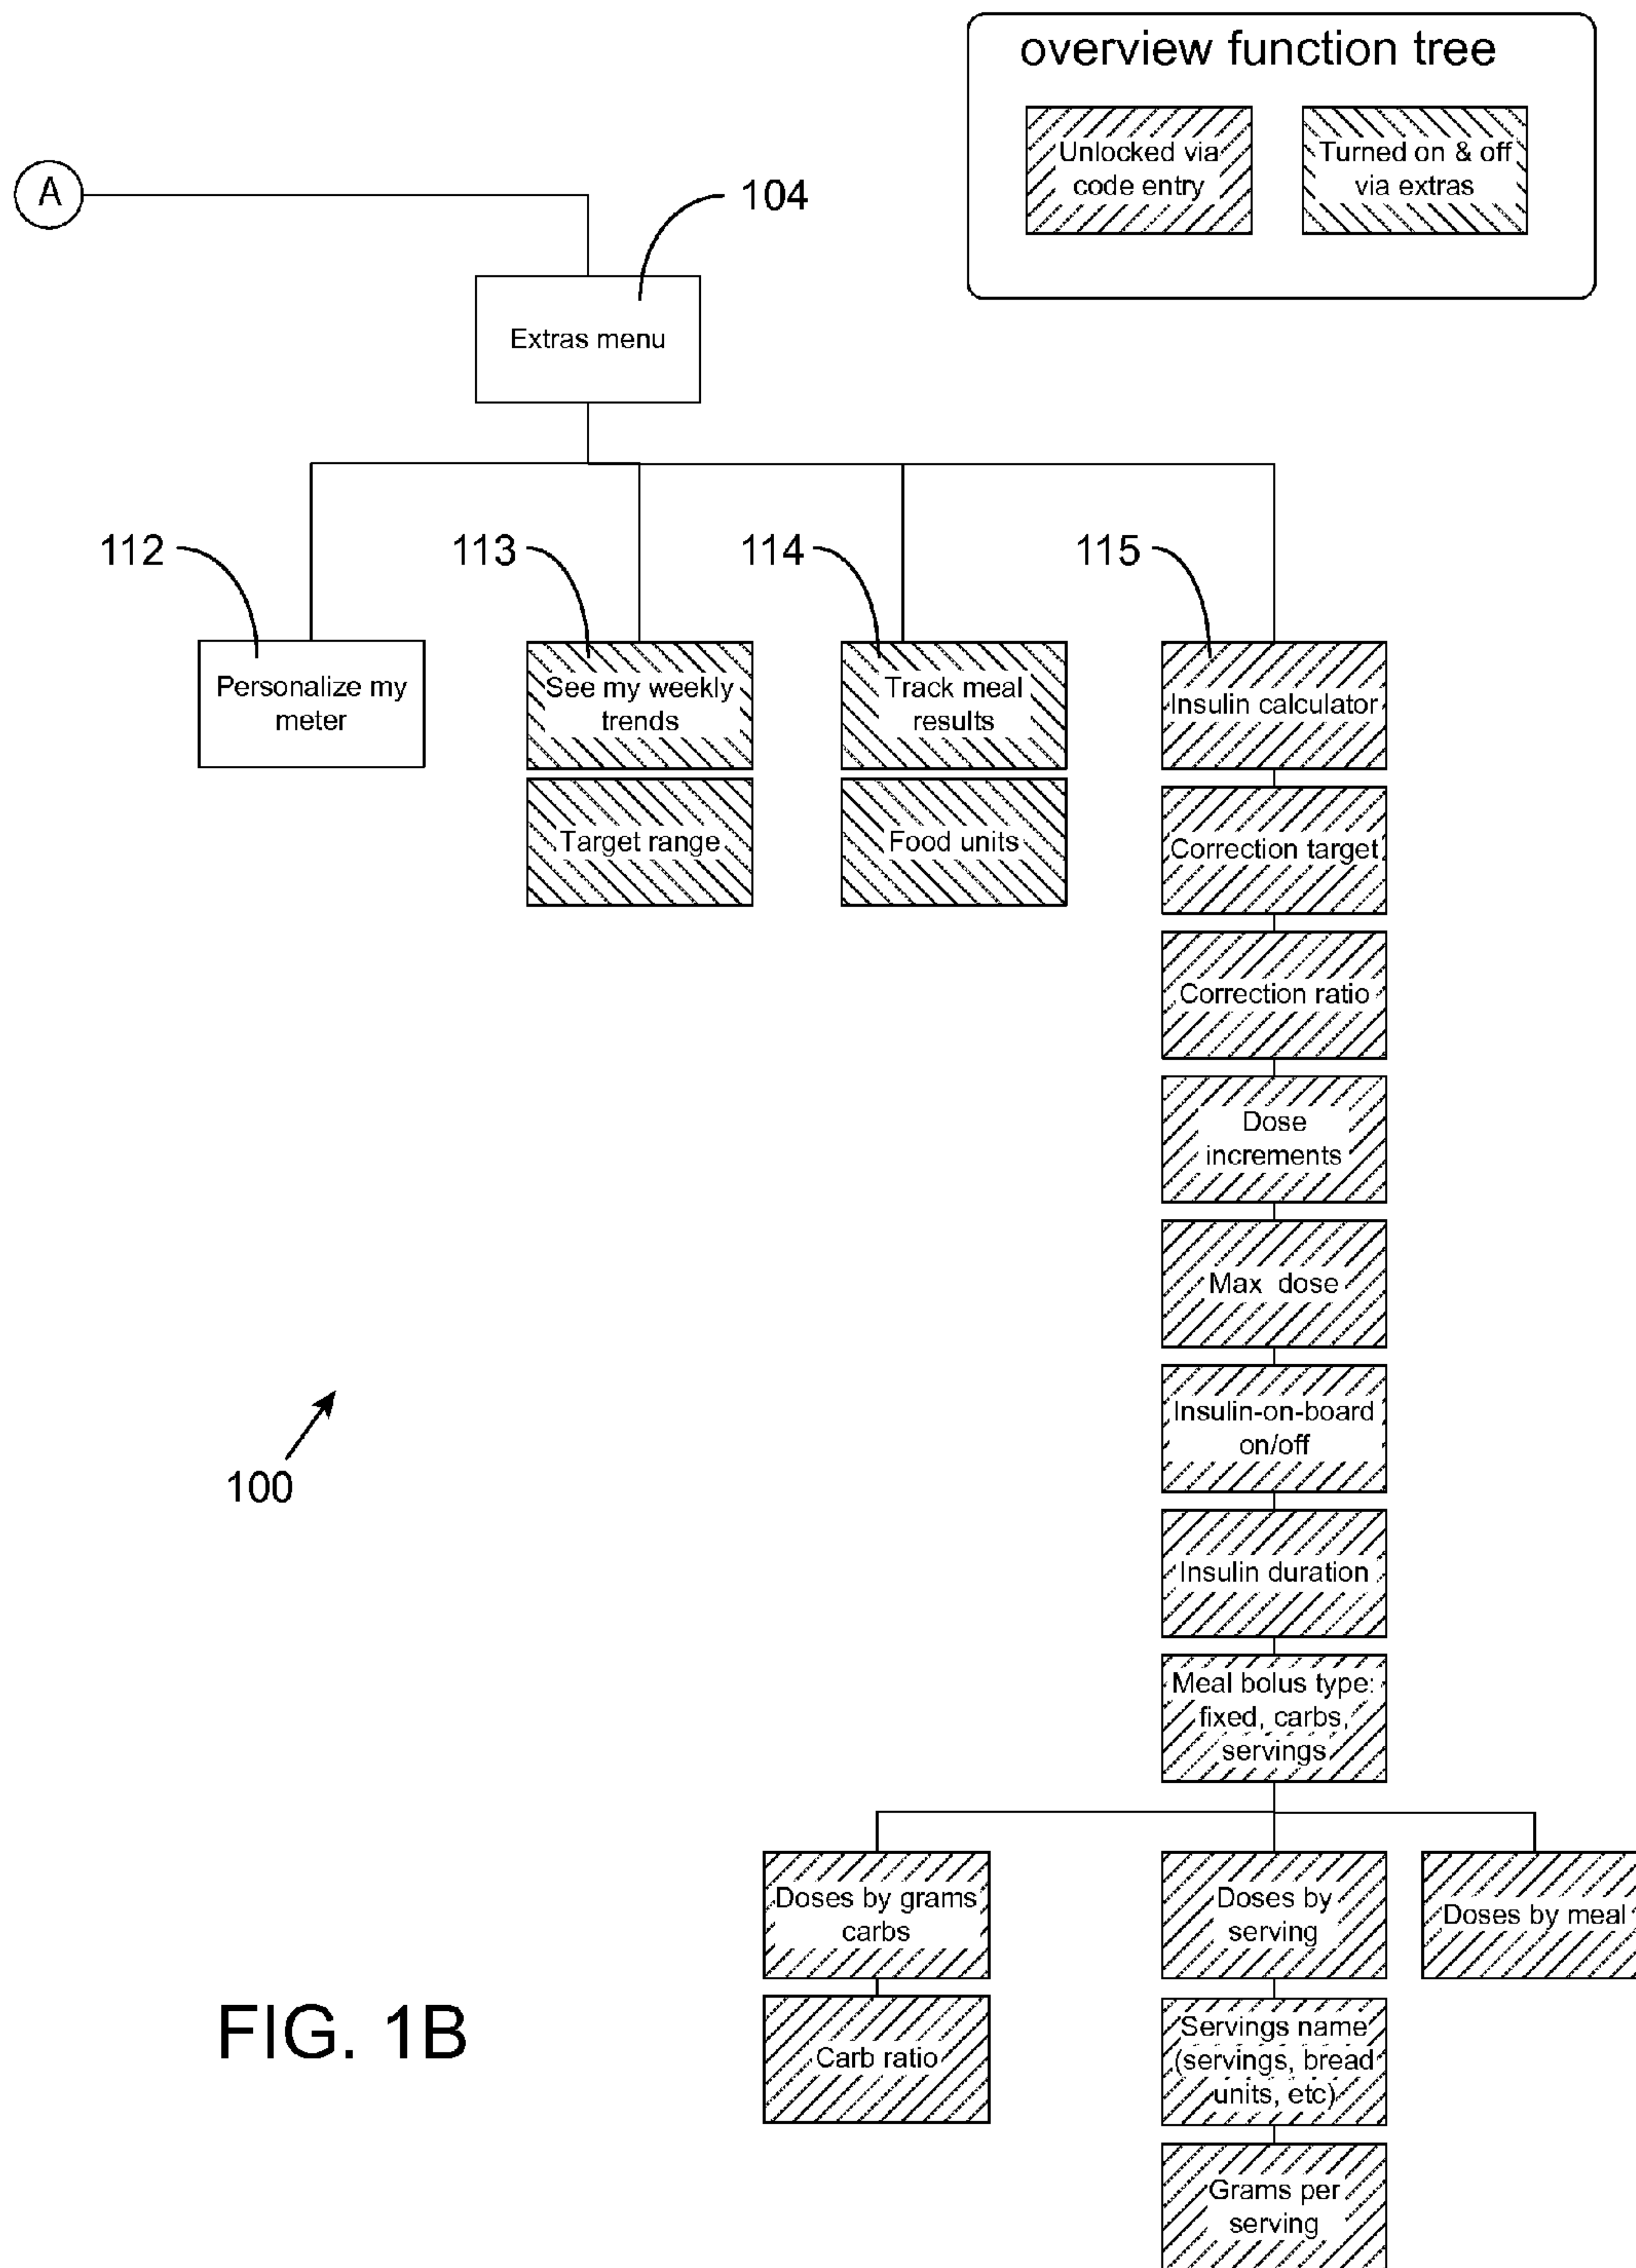 overview function tree
Unlocked via
code entry
Turned on & off
via extras
A
104
Extras menu
112
113
114
115
Personalize my
meter
See my weekly
trends
Track meal
results
Insulin calculator
Target range
Food units
Correction target
Correction ratio
Dose
increments
Max dose
Insulin-on-board
on/off
100
Insulin duration
Meal bolus type:
fixed, carbs,
servings
Doses by grams
carbs
Doses by
serving
Doses by meal
FIG. 1B
Carb ratio
Servings name
(servings, bread
units, etc)
Grams per
serving